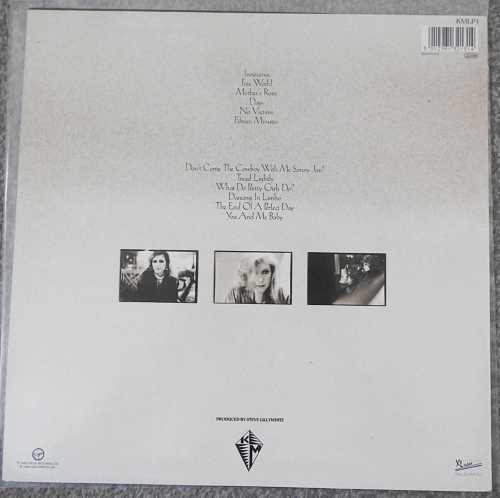 KMLP1
Innocence
Free World
Mother's Ruin
Days
No Victims
Fifteen Minutes
Don't Come The Cowboy With Me Sonny Jim!
Tread Lightly
What Do Pretty Girls Do?
Dancing In Limbo
The End Of A Perfect Day
You And Me Baby
PRODUCED BY STEVE LILLYWHITE
K
M